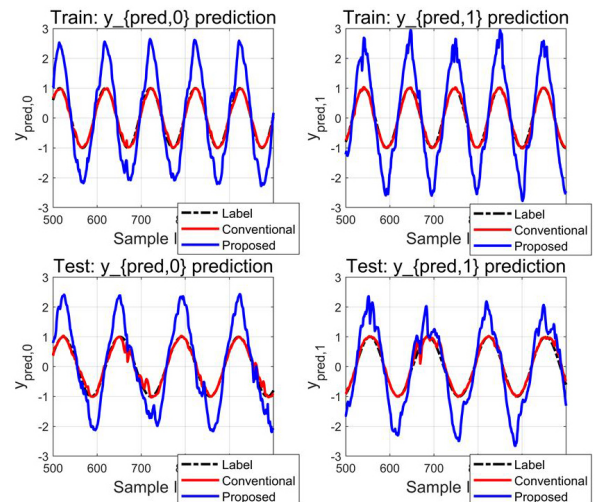 Train: y_{pred,0} prediction
3
2
1
0
-1
-2
-3
y_pred,0
500 600 700
Sample
Label
Conventional
Proposed
Train: y_{pred,1} prediction
3
2
1
0
-1
-2
-3
y_pred,1
500 600 700
Sample
Label
Conventional
Proposed
Test: y_{pred,0} prediction
3
2
1
0
-1
-2
-3
y_pred,0
500 600 700
Sample
Label
Conventional
Proposed
Test: y_{pred,1} prediction
3
2
1
0
-1
-2
-3
y_pred,1
500 600 700
Sample
Label
Conventional
Proposed